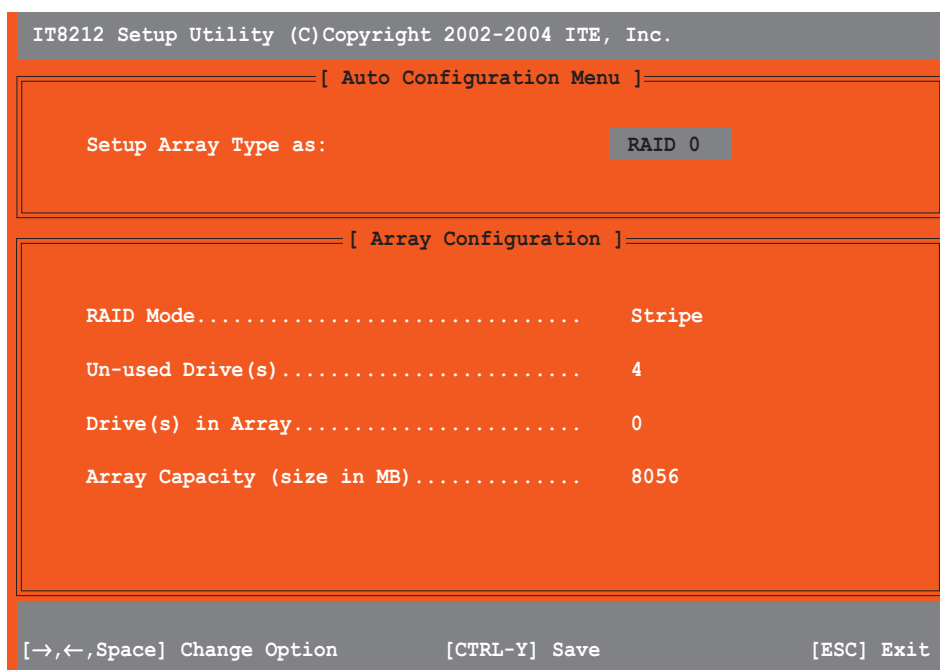 IT8212 Setup Utility (C)Copyright 2002-2004 ITE, Inc.
[ Auto Configuration Menu ]
Setup Array Type as: RAID 0
[ Array Configuration ]
RAID Mode................................ Stripe
Un-used Drive(s)......................... 4
Drive(s) in Array........................ 0
Array Capacity (size in MB).............. 8056
[→,←,Space] Change Option [CTRL-Y] Save [ESC] Exit